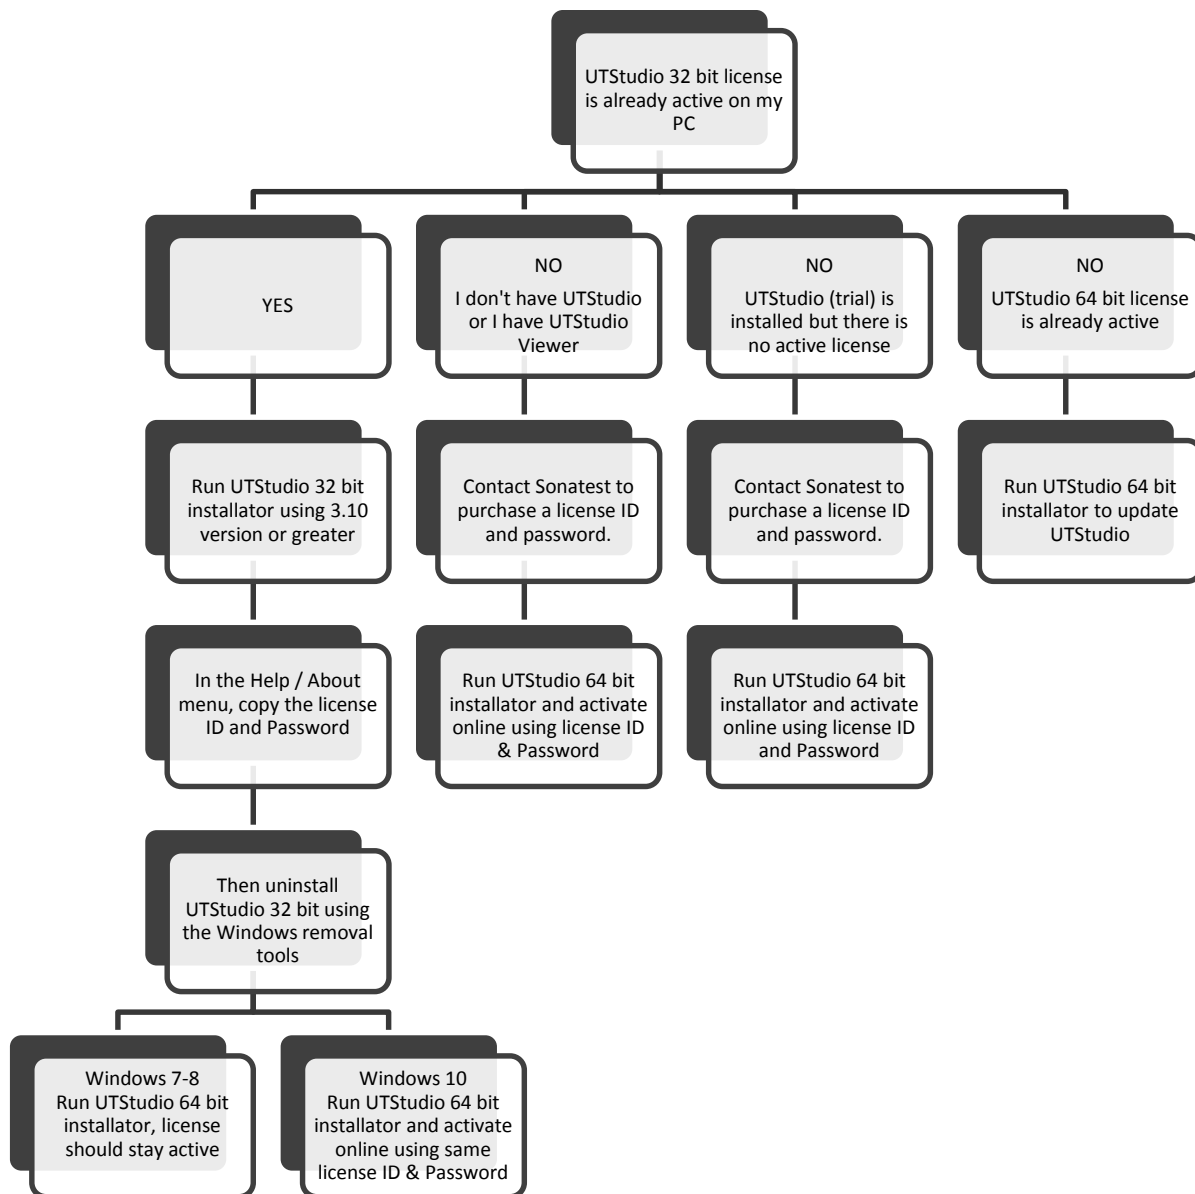 UTStudio 32 bit license
is already active on my
PC
YES
NO
I don't have UTStudio
or I have UTStudio
Viewer
NO
UTStudio (trial) is
installed but there is
no active license
NO
UTStudio 64 bit license
is already active
Run UTStudio 32 bit
installator using 3.10
version or greater
Contact Sonatest to
purchase a license ID
and password.
Contact Sonatest to
purchase a license ID
and password.
Run UTStudio 64 bit
installator to update
UTStudio
In the Help / About
menu, copy the license
ID and Password
Run UTStudio 64 bit
installator and activate
online using license ID
& Password
Run UTStudio 64 bit
installator and activate
online using license ID
and Password
Then uninstall
UTStudio 32 bit using
the Windows removal
tools
Windows 7-8
Run UTStudio 64 bit
installator, license
should stay active
Windows 10
Run UTStudio 64 bit
installator and activate
online using same
license ID & Password